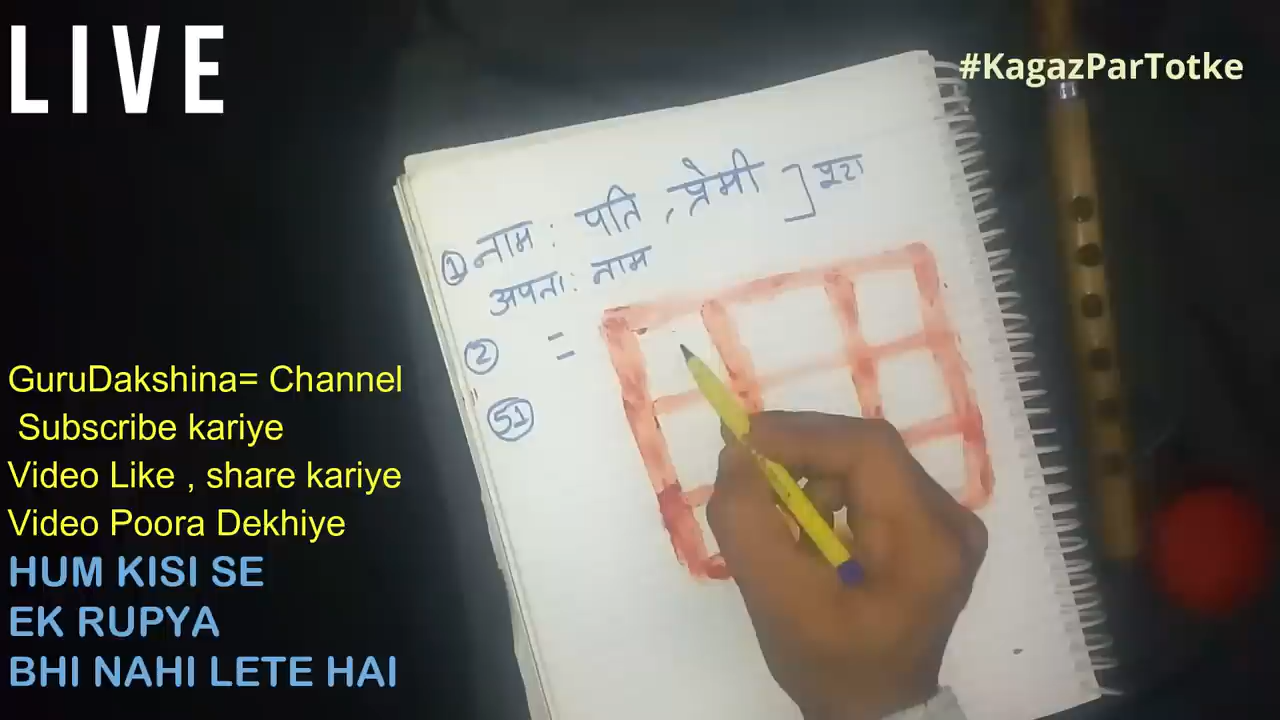 LIVE
#KagazParTotke
① नाम : पति , प्रेमी ] पूरा
अपना : नाम
② =
51
GuruDakshina= Channel
Subscribe kariye
Video Like , share kariye
Video Poora Dekhiye
HUM KISI SE
EK RUPYA
BHI NAHI LETE HAI